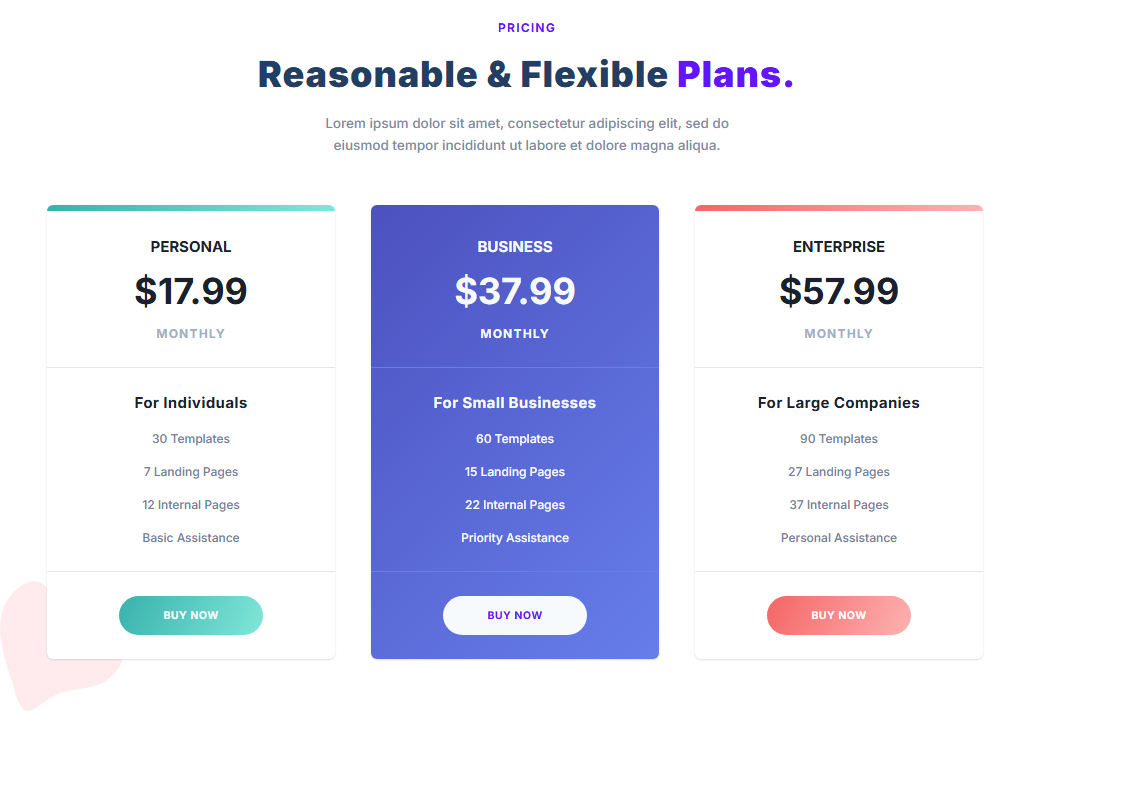 PRICING
Reasonable & Flexible Plans.
Lorem ipsum dolor sit amet, consectetur adipiscing elit, sed do
eiusmod tempor incididunt ut labore et dolore magna aliqua.
PERSONAL
$17.99
MONTHLY
For Individuals
30 Templates
7 Landing Pages
12 Internal Pages
Basic Assistance
BUY NOW
BUSINESS
$37.99
MONTHLY
For Small Businesses
60 Templates
15 Landing Pages
22 Internal Pages
Priority Assistance
BUY NOW
ENTERPRISE
$57.99
MONTHLY
For Large Companies
90 Templates
27 Landing Pages
37 Internal Pages
Personal Assistance
BUY NOW